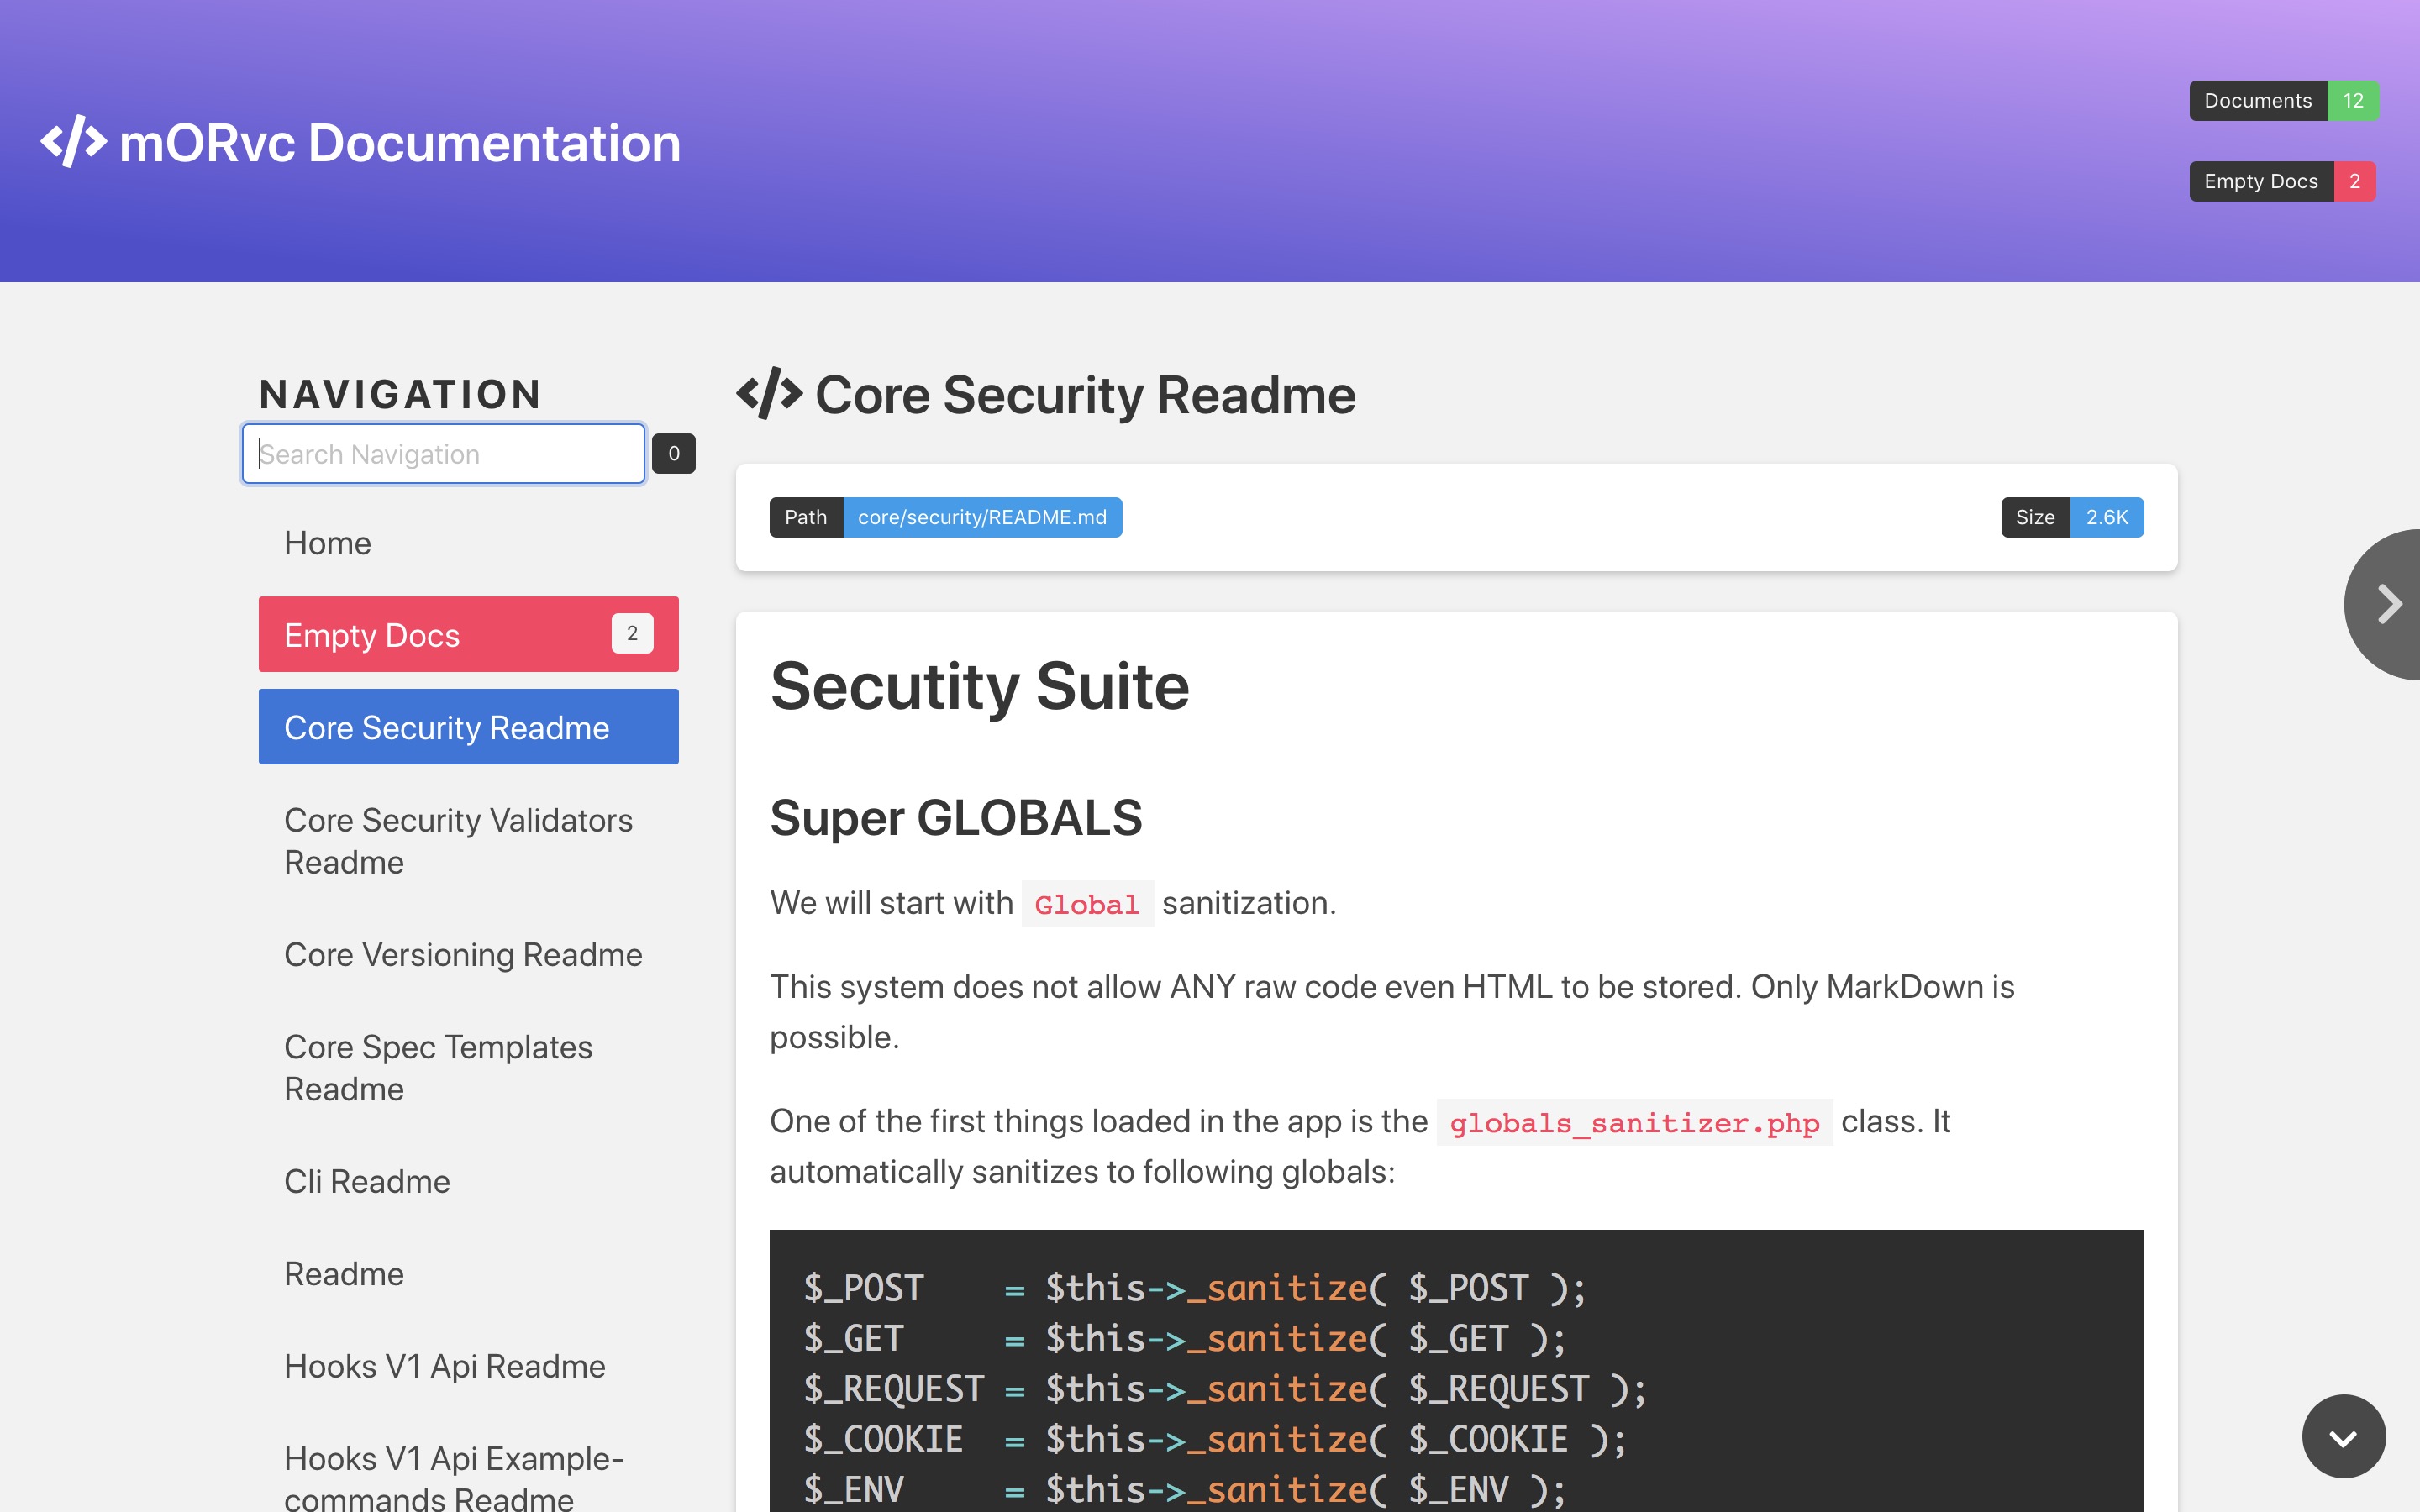 mORvc Documentation
Documents 12
Empty Docs 2
NAVIGATION
Search Navigation 0
Home
Empty Docs 2
Core Security Readme
Core Security Validators
Readme
Core Versioning Readme
Core Spec Templates
Readme
Cli Readme
Readme
Hooks V1 Api Readme
Hooks V1 Api Example-
commands Readme
Core Security Readme
Path core/security/README.md
Size 2.6K
Secutity Suite
Super GLOBALS
We will start with Global sanitization.
This system does not allow ANY raw code even HTML to be stored. Only MarkDown is
possible.
One of the first things loaded in the app is the globals_sanitizer.php class. It
automatically sanitizes to following globals:
$_POST    = $this->_sanitize( $_POST );
$_GET     = $this->_sanitize( $_GET );
$_REQUEST = $this->_sanitize( $_REQUEST );
$_COOKIE  = $this->_sanitize( $_COOKIE );
$_ENV     = $this->_sanitize( $_ENV );